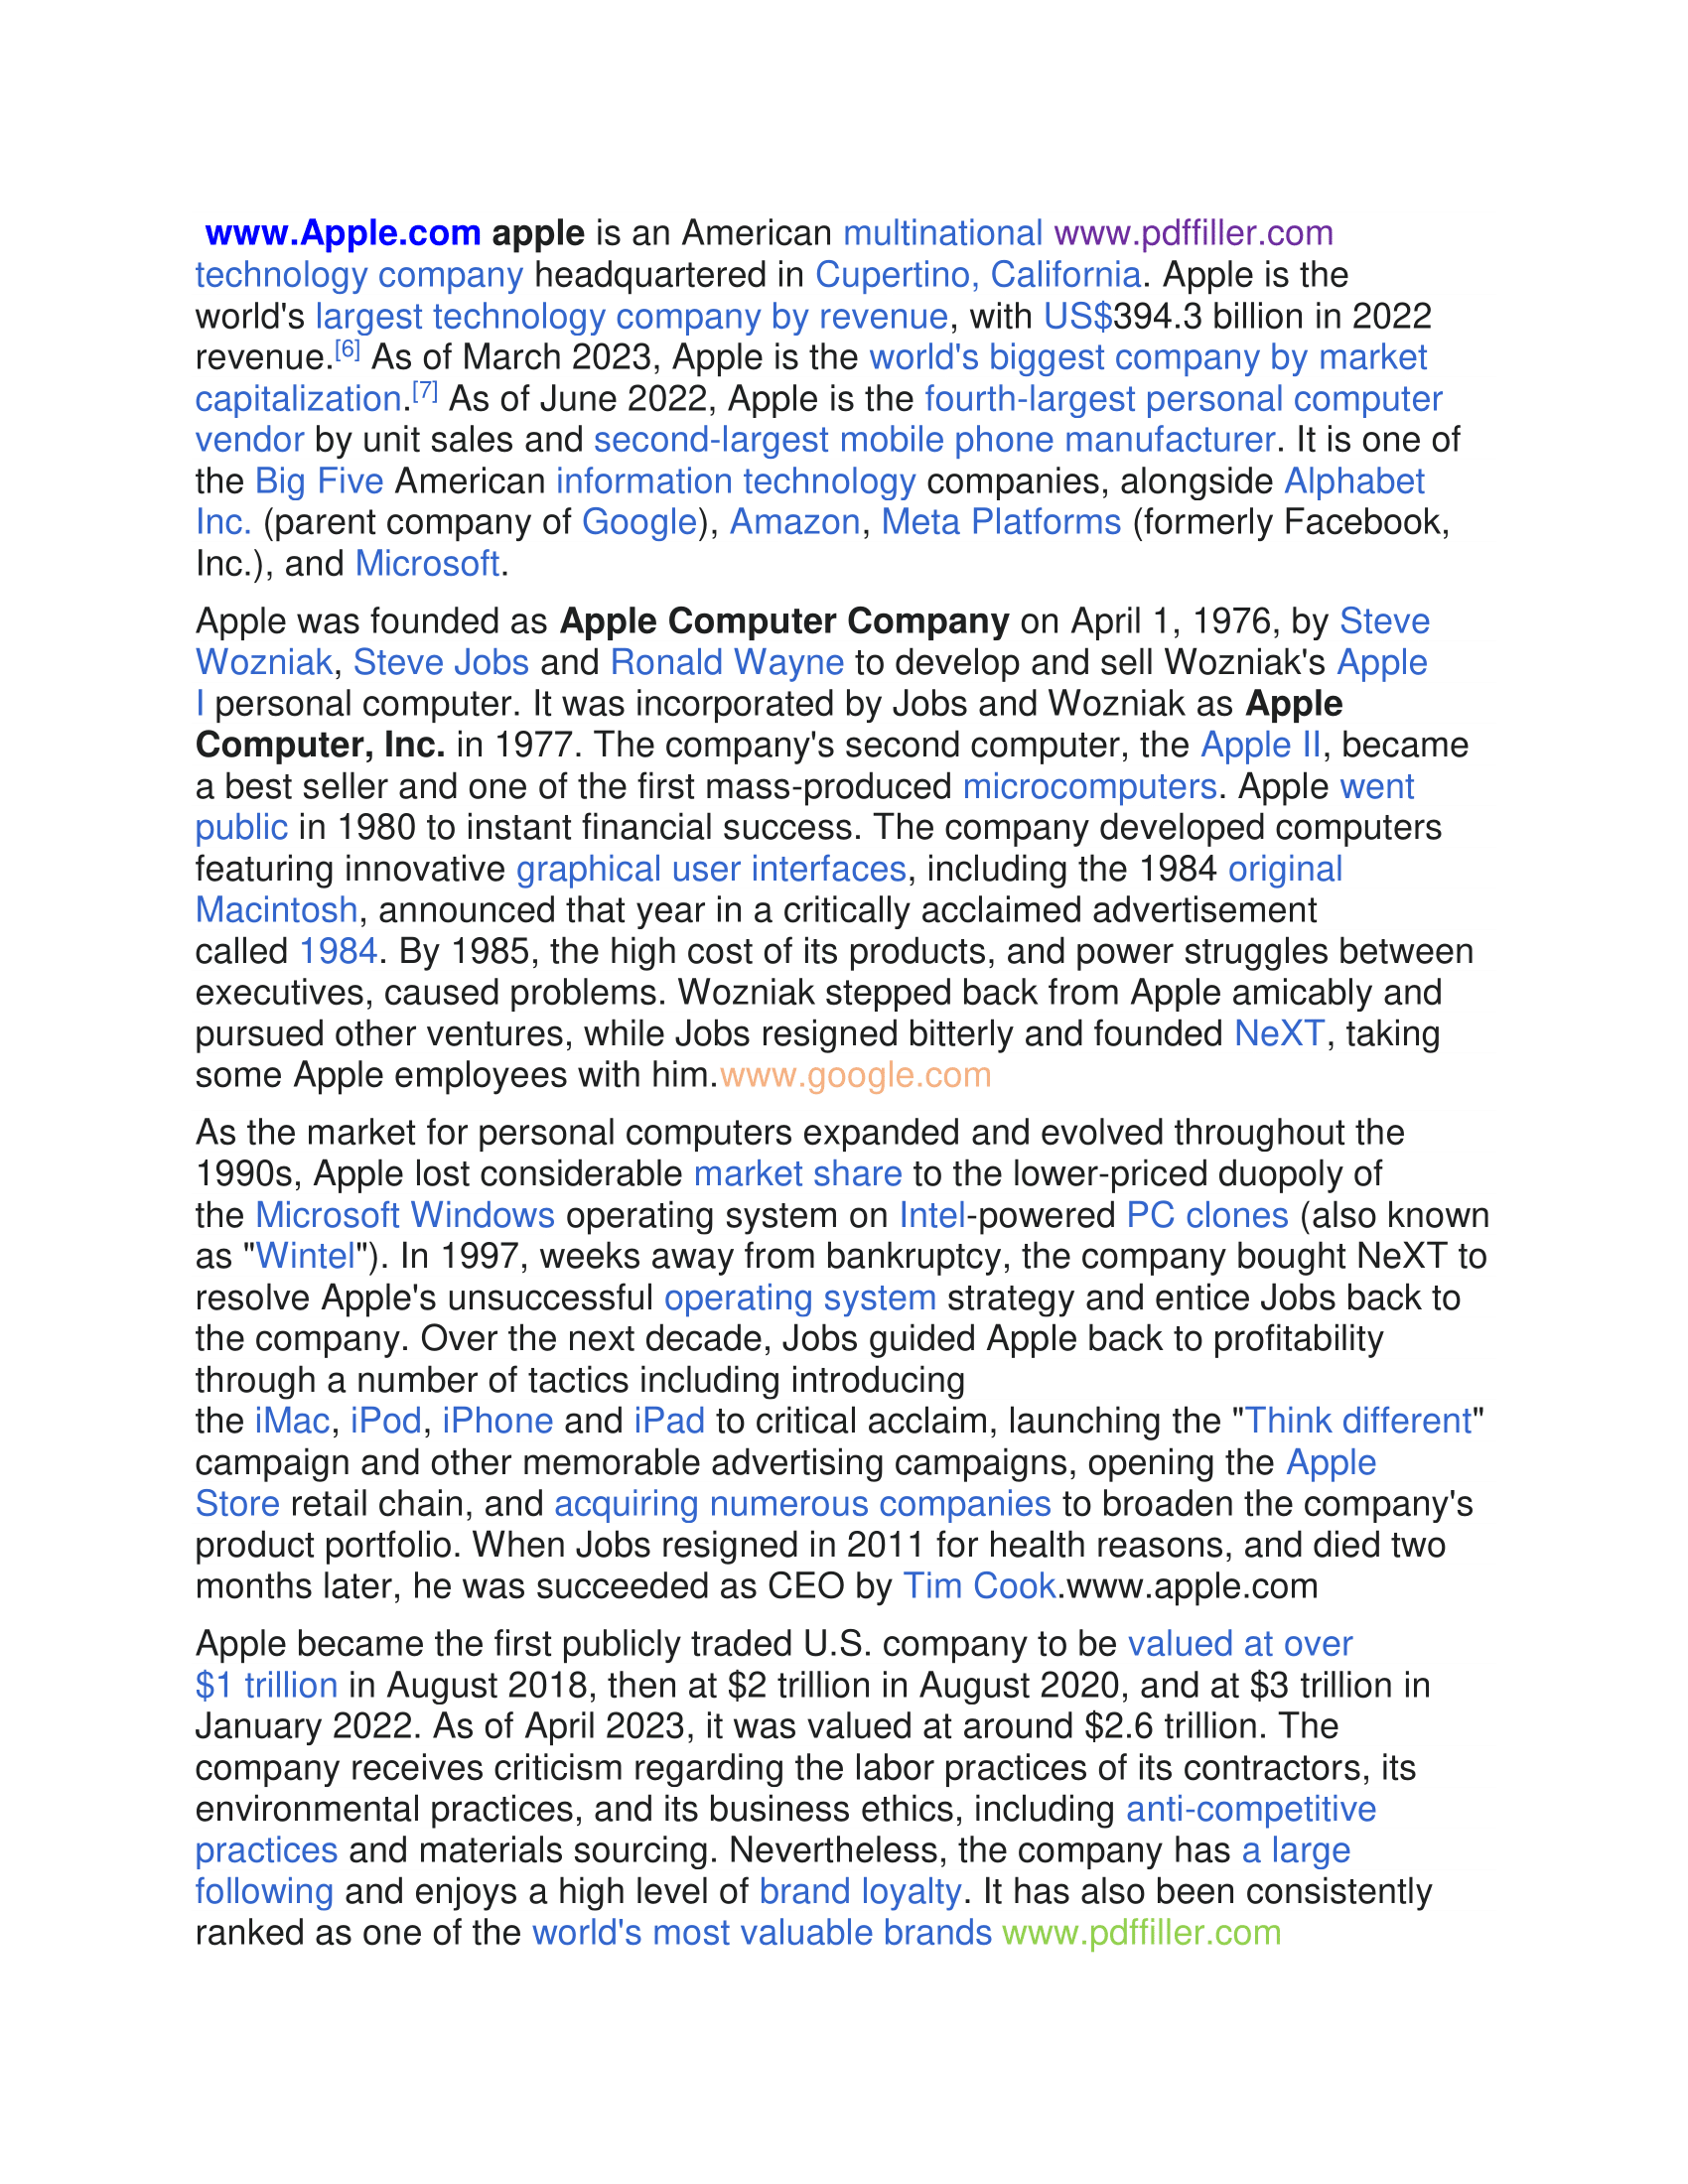 www.Apple.com apple is an American multinational www.pdffiller.com
technology company headquartered in Cupertino, California. Apple is the
world's largest technology company by revenue, with US$394.3 billion in 2022
revenue.[6] As of March 2023, Apple is the world's biggest company by market
capitalization.[7] As of June 2022, Apple is the fourth-largest personal computer
vendor by unit sales and second-largest mobile phone manufacturer. It is one of
the Big Five American information technology companies, alongside Alphabet
Inc. (parent company of Google), Amazon, Meta Platforms (formerly Facebook,
Inc.), and Microsoft.
Apple was founded as Apple Computer Company on April 1, 1976, by Steve
Wozniak, Steve Jobs and Ronald Wayne to develop and sell Wozniak's Apple
I personal computer. It was incorporated by Jobs and Wozniak as Apple
Computer, Inc. in 1977. The company's second computer, the Apple II, became
a best seller and one of the first mass-produced microcomputers. Apple went
public in 1980 to instant financial success. The company developed computers
featuring innovative graphical user interfaces, including the 1984 original
Macintosh, announced that year in a critically acclaimed advertisement
called 1984. By 1985, the high cost of its products, and power struggles between
executives, caused problems. Wozniak stepped back from Apple amicably and
pursued other ventures, while Jobs resigned bitterly and founded NeXT, taking
some Apple employees with him.www.google.com
As the market for personal computers expanded and evolved throughout the
1990s, Apple lost considerable market share to the lower-priced duopoly of
the Microsoft Windows operating system on Intel-powered PC clones (also known
as "Wintel"). In 1997, weeks away from bankruptcy, the company bought NeXT to
resolve Apple's unsuccessful operating system strategy and entice Jobs back to
the company. Over the next decade, Jobs guided Apple back to profitability
through a number of tactics including introducing
the iMac, iPod, iPhone and iPad to critical acclaim, launching the "Think different"
campaign and other memorable advertising campaigns, opening the Apple
Store retail chain, and acquiring numerous companies to broaden the company's
product portfolio. When Jobs resigned in 2011 for health reasons, and died two
months later, he was succeeded as CEO by Tim Cook.www.apple.com
Apple became the first publicly traded U.S. company to be valued at over
$1 trillion in August 2018, then at $2 trillion in August 2020, and at $3 trillion in
January 2022. As of April 2023, it was valued at around $2.6 trillion. The
company receives criticism regarding the labor practices of its contractors, its
environmental practices, and its business ethics, including anti-competitive
practices and materials sourcing. Nevertheless, the company has a large
following and enjoys a high level of brand loyalty. It has also been consistently
ranked as one of the world's most valuable brands www.pdffiller.com